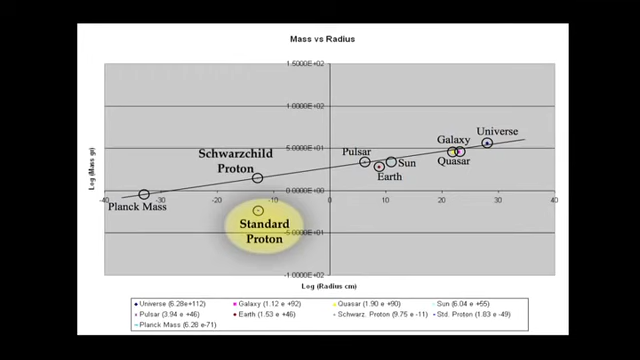 Mass vs Radius
1.5000E+02
1.0000E+02
5.0000E+01
0.0000E+00
-5.0000E+01
-1.0000E+02
Log (Mass gr)
Universe
Galaxy
Quasar
Pulsar
Sun
Earth
Schwarzchild
Proton
Planck Mass
Standard
Proton
-40 -30 -20 -10 0 10 20 30 40
Log (Radius cm)
Universe (6.28e+112) Galaxy (1.12 e +92) Quasar (1.90 e +90) Sun (6.04 e +55)
Pulsar (3.94 e +46) Earth (1.53 e +46) Schwarz. Proton (9.75 e -11) Std. Proton (1.83 e -49)
Planck Mass (6.28 e-71)